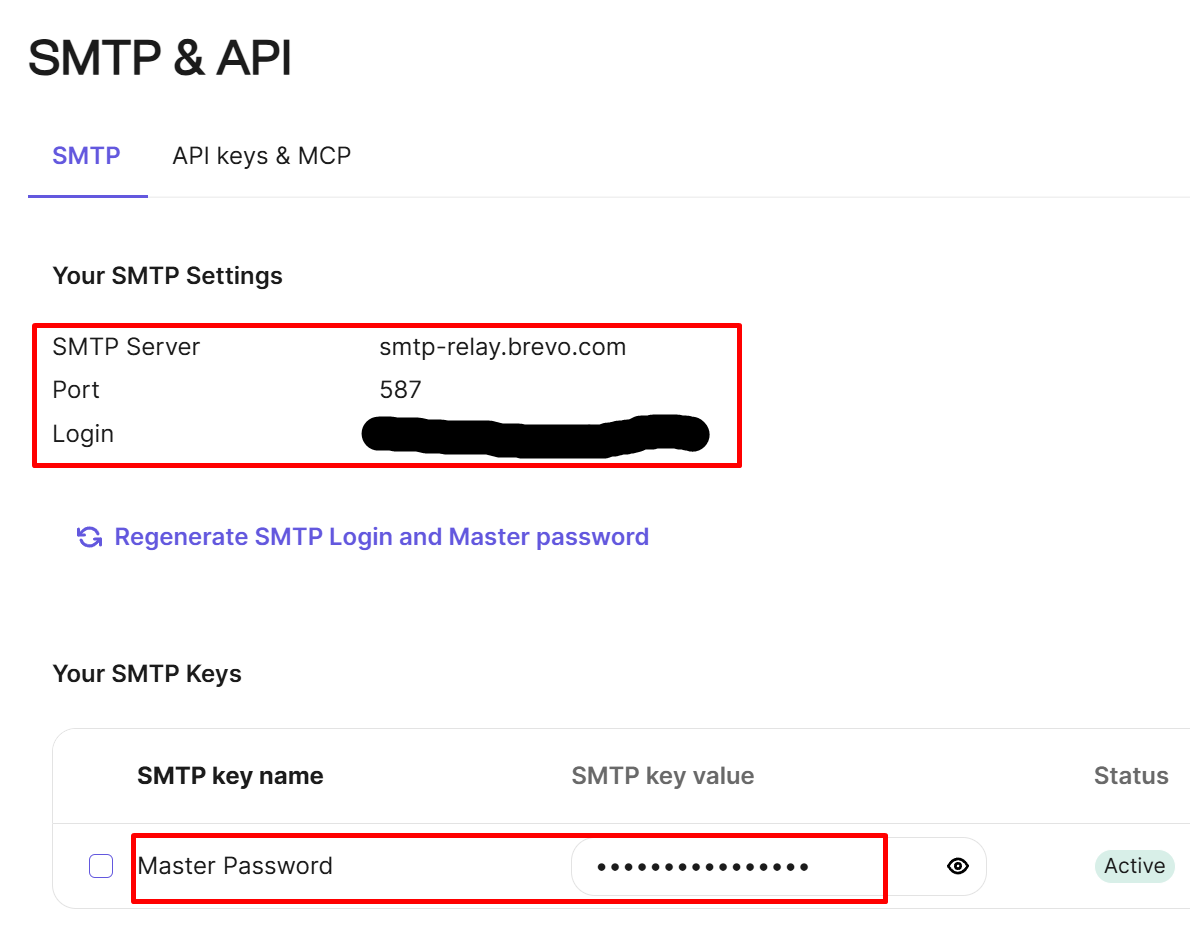 SMTP & API
SMTP API keys & MCP
Your SMTP Settings
SMTP Server smtp-relay.brevo.com
Port 587
Login
Regenerate SMTP Login and Master password
Your SMTP Keys
SMTP key name SMTP key value Status
Master Password •••••••••••••••• Active